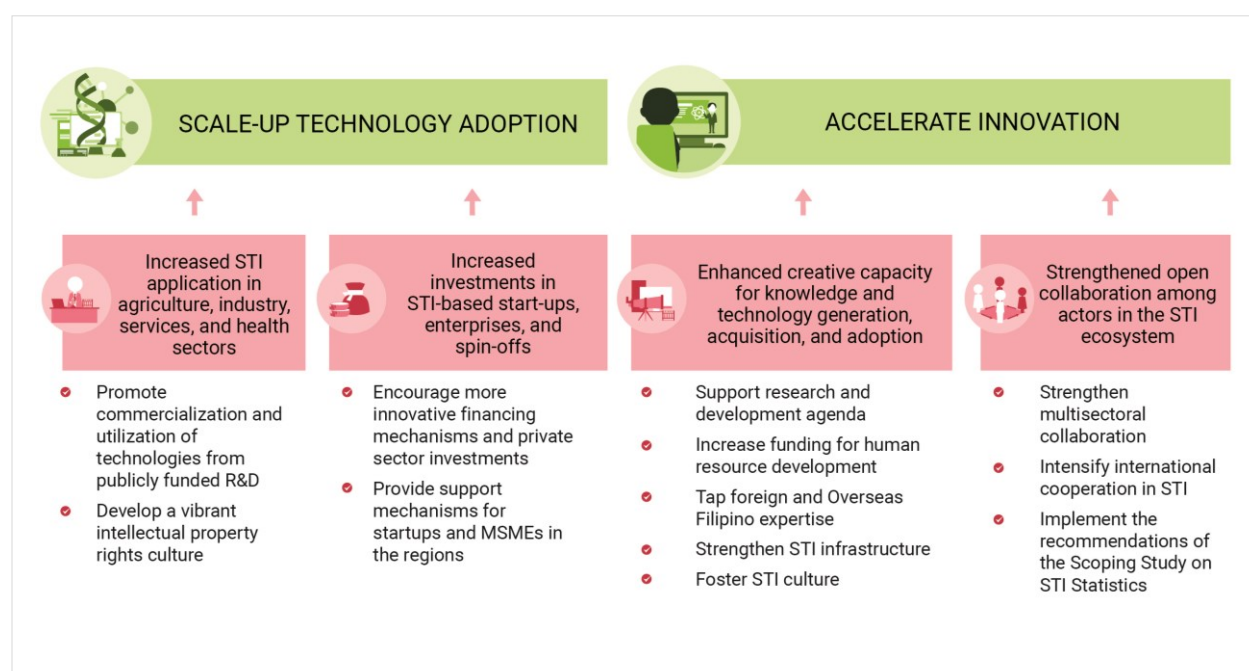 SCALE-UP TECHNOLOGY ADOPTION
ACCELERATE INNOVATION
Increased STI
application in
agriculture, industry,
services, and health
sectors
Promote
commercialization and
utilization of
technologies from
publicly funded R&D
Develop a vibrant
intellectual property
rights culture
Increased
investments in
STI-based start-ups,
enterprises, and
spin-offs
Encourage more
innovative financing
mechanisms and private
sector investments
Provide support
mechanisms for
startups and MSMEs in
the regions
Enhanced creative capacity
for knowledge and
technology generation,
acquisition, and adoption
Support research and
development agenda
Increase funding for human
resource development
Tap foreign and Overseas
Filipino expertise
Strengthen STI infrastructure
Foster STI culture
Strengthened open
collaboration among
actors in the STI
ecosystem
Strengthen
multisectoral
collaboration
Intensify international
cooperation in STI
Implement the
recommendations of
the Scoping Study on
STI Statistics